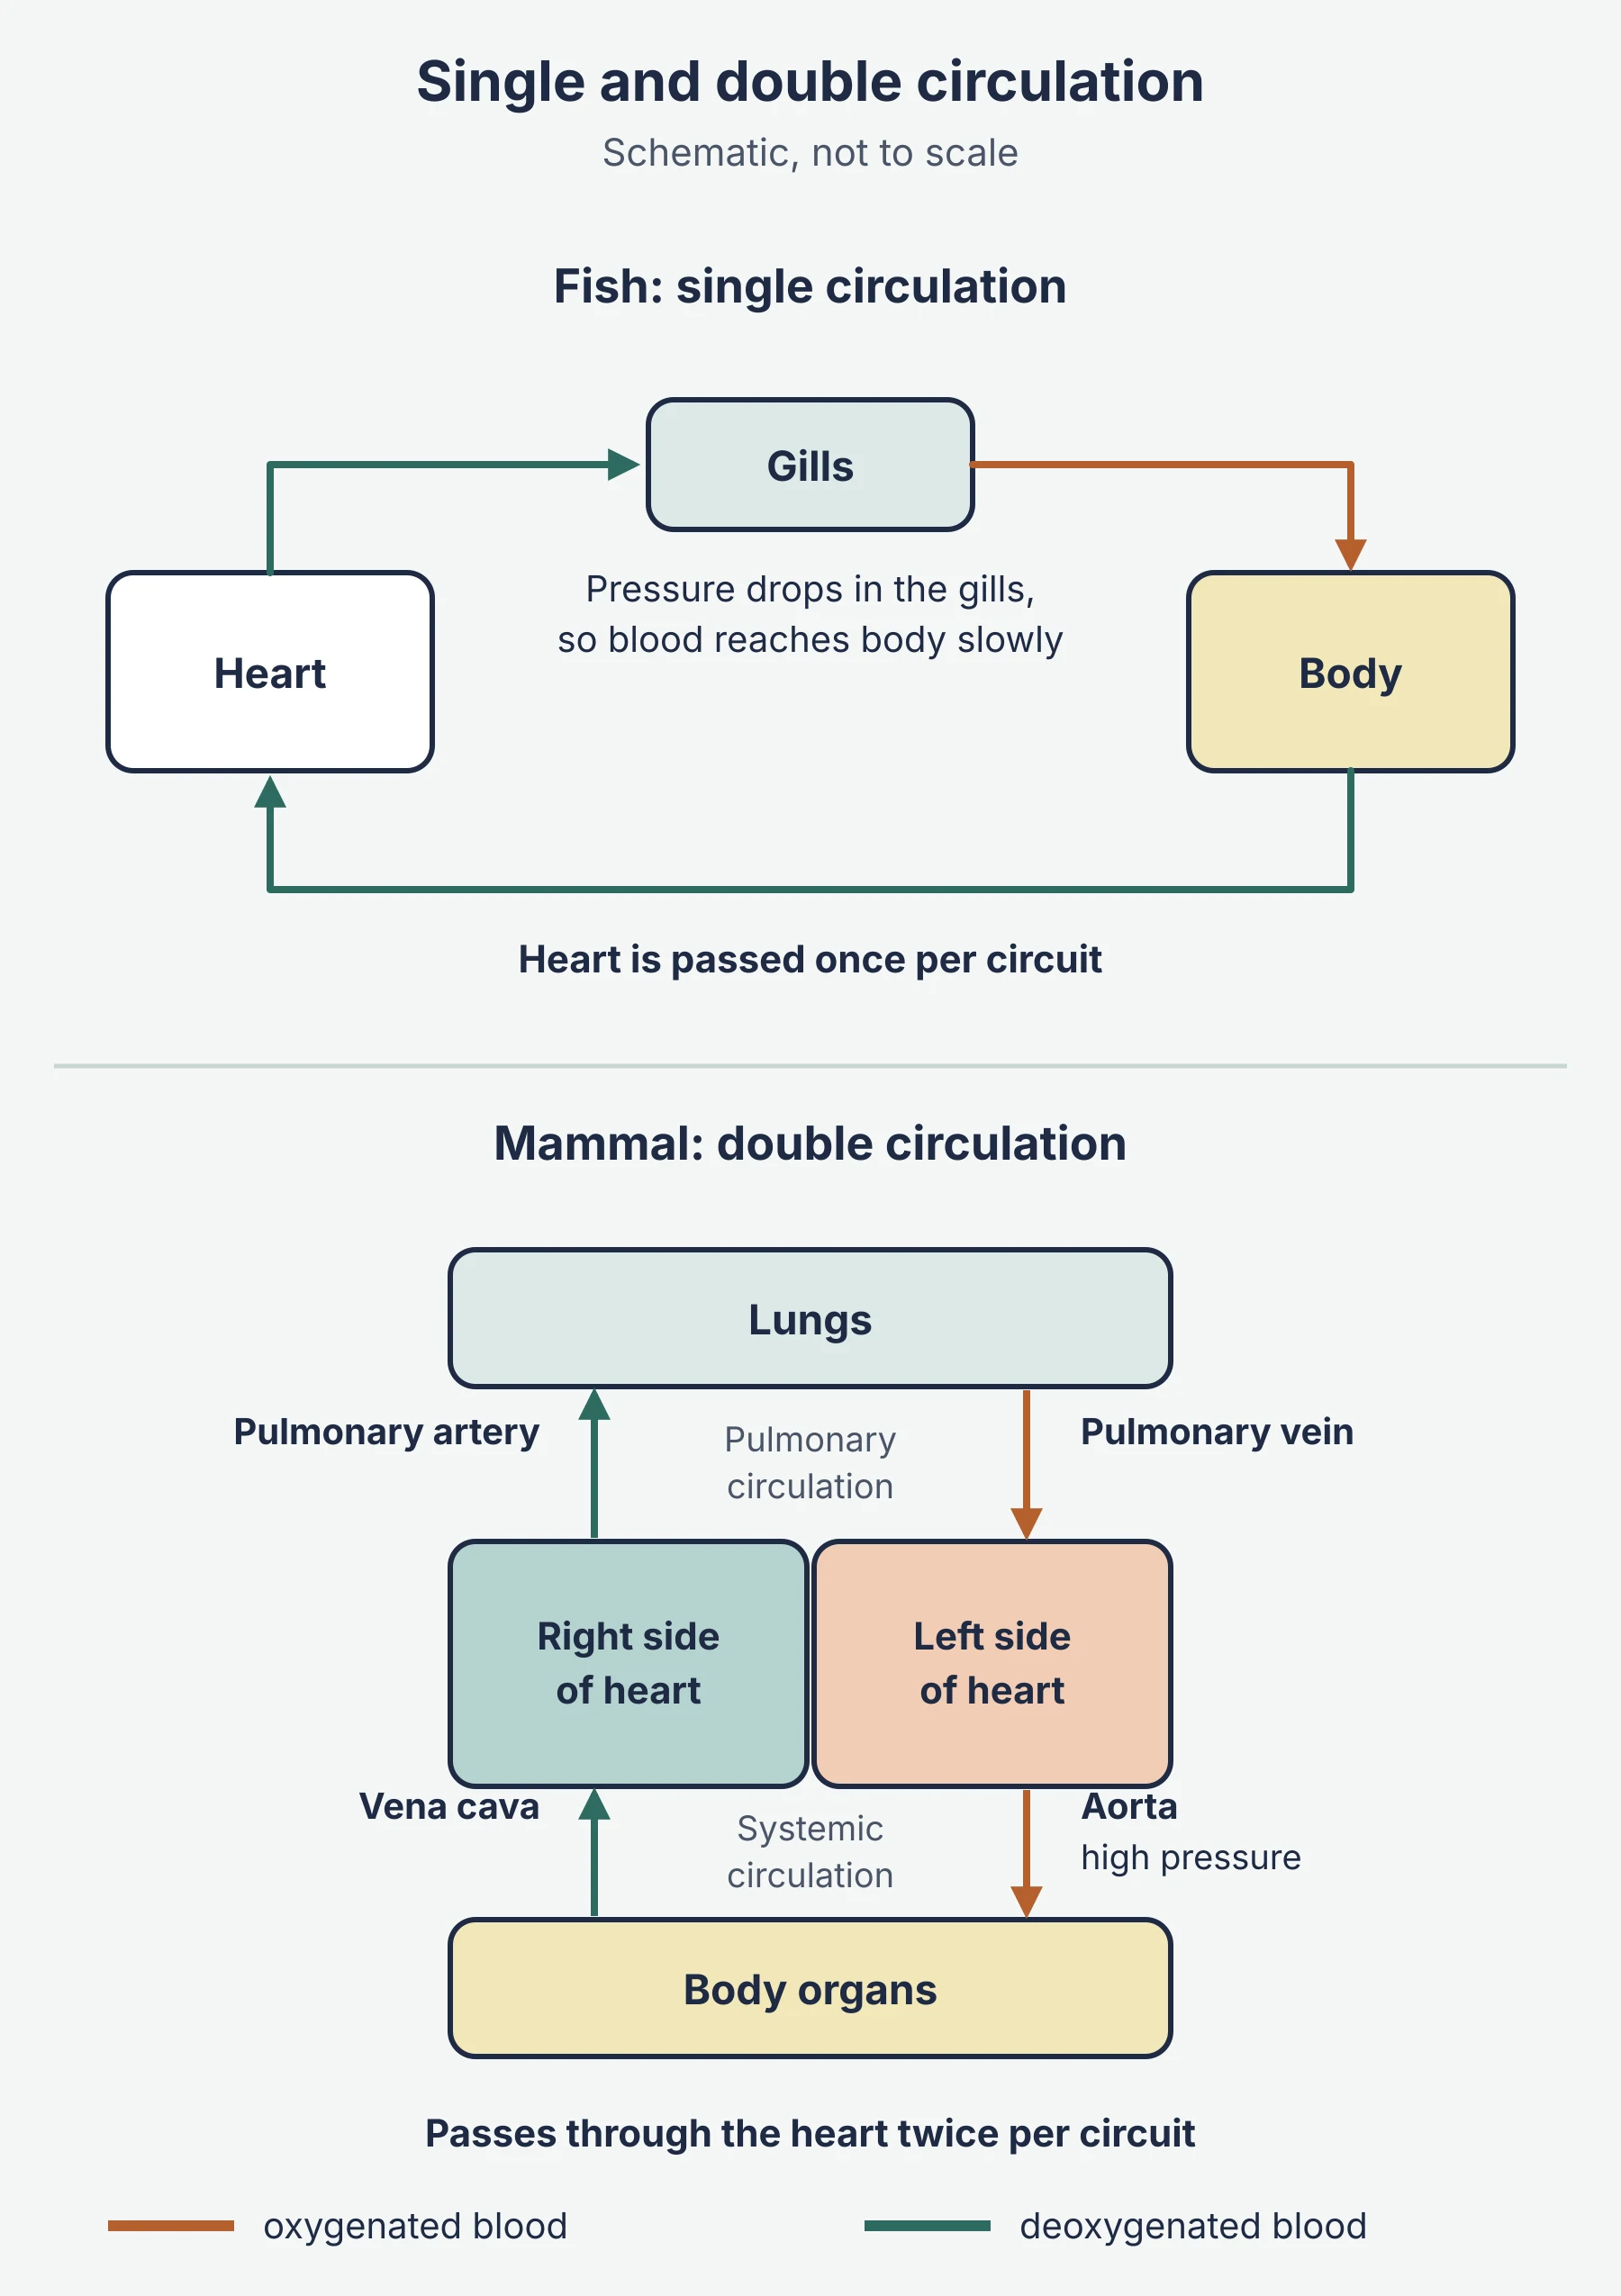 Single and double circulation
Schematic, not to scale
Fish: single circulation
Gills
Pressure drops in the gills,
so blood reaches body slowly
Heart
Body
Heart is passed once per circuit
Mammal: double circulation
Lungs
Pulmonary artery
Pulmonary
circulation
Pulmonary vein
Right side
of heart
Left side
of heart
Vena cava
Systemic
circulation
Aorta
high pressure
Body organs
Passes through the heart twice per circuit
oxygenated blood
deoxygenated blood